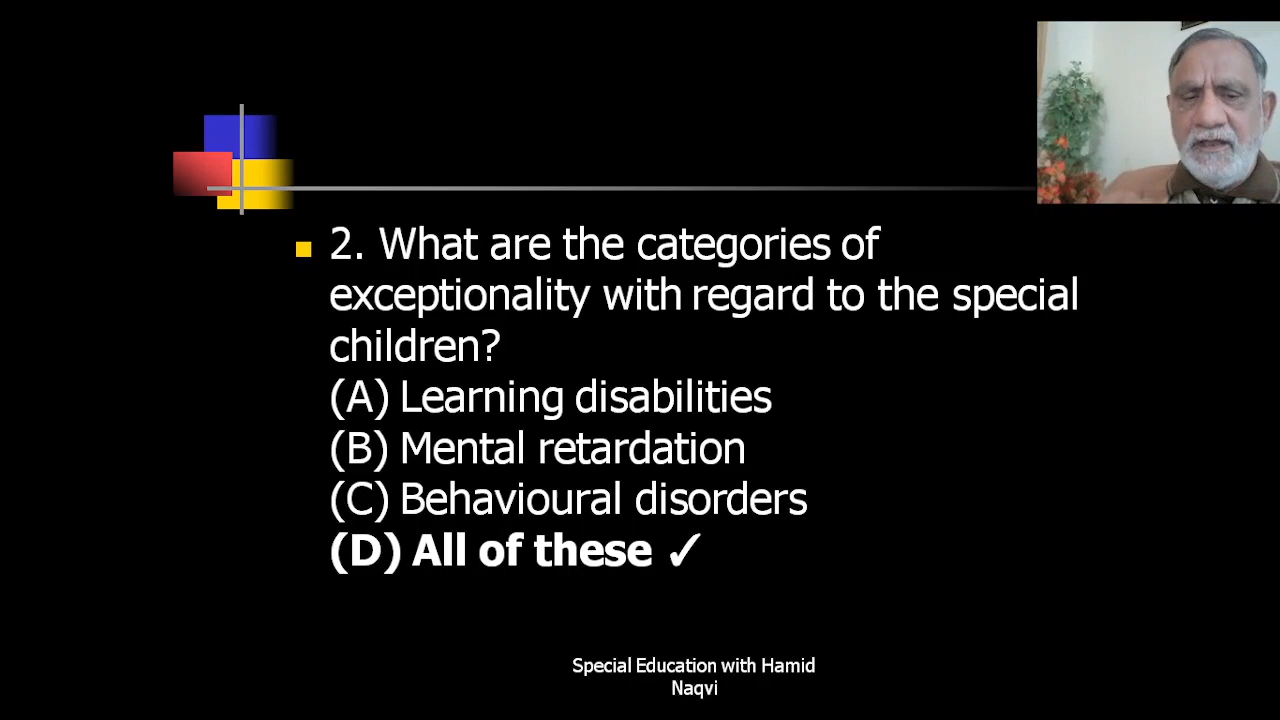 2. What are the categories of
exceptionality with regard to the special
children?
(A) Learning disabilities
(B) Mental retardation
(C) Behavioural disorders
(D) All of these ✓
Special Education with Hamid
Naqvi